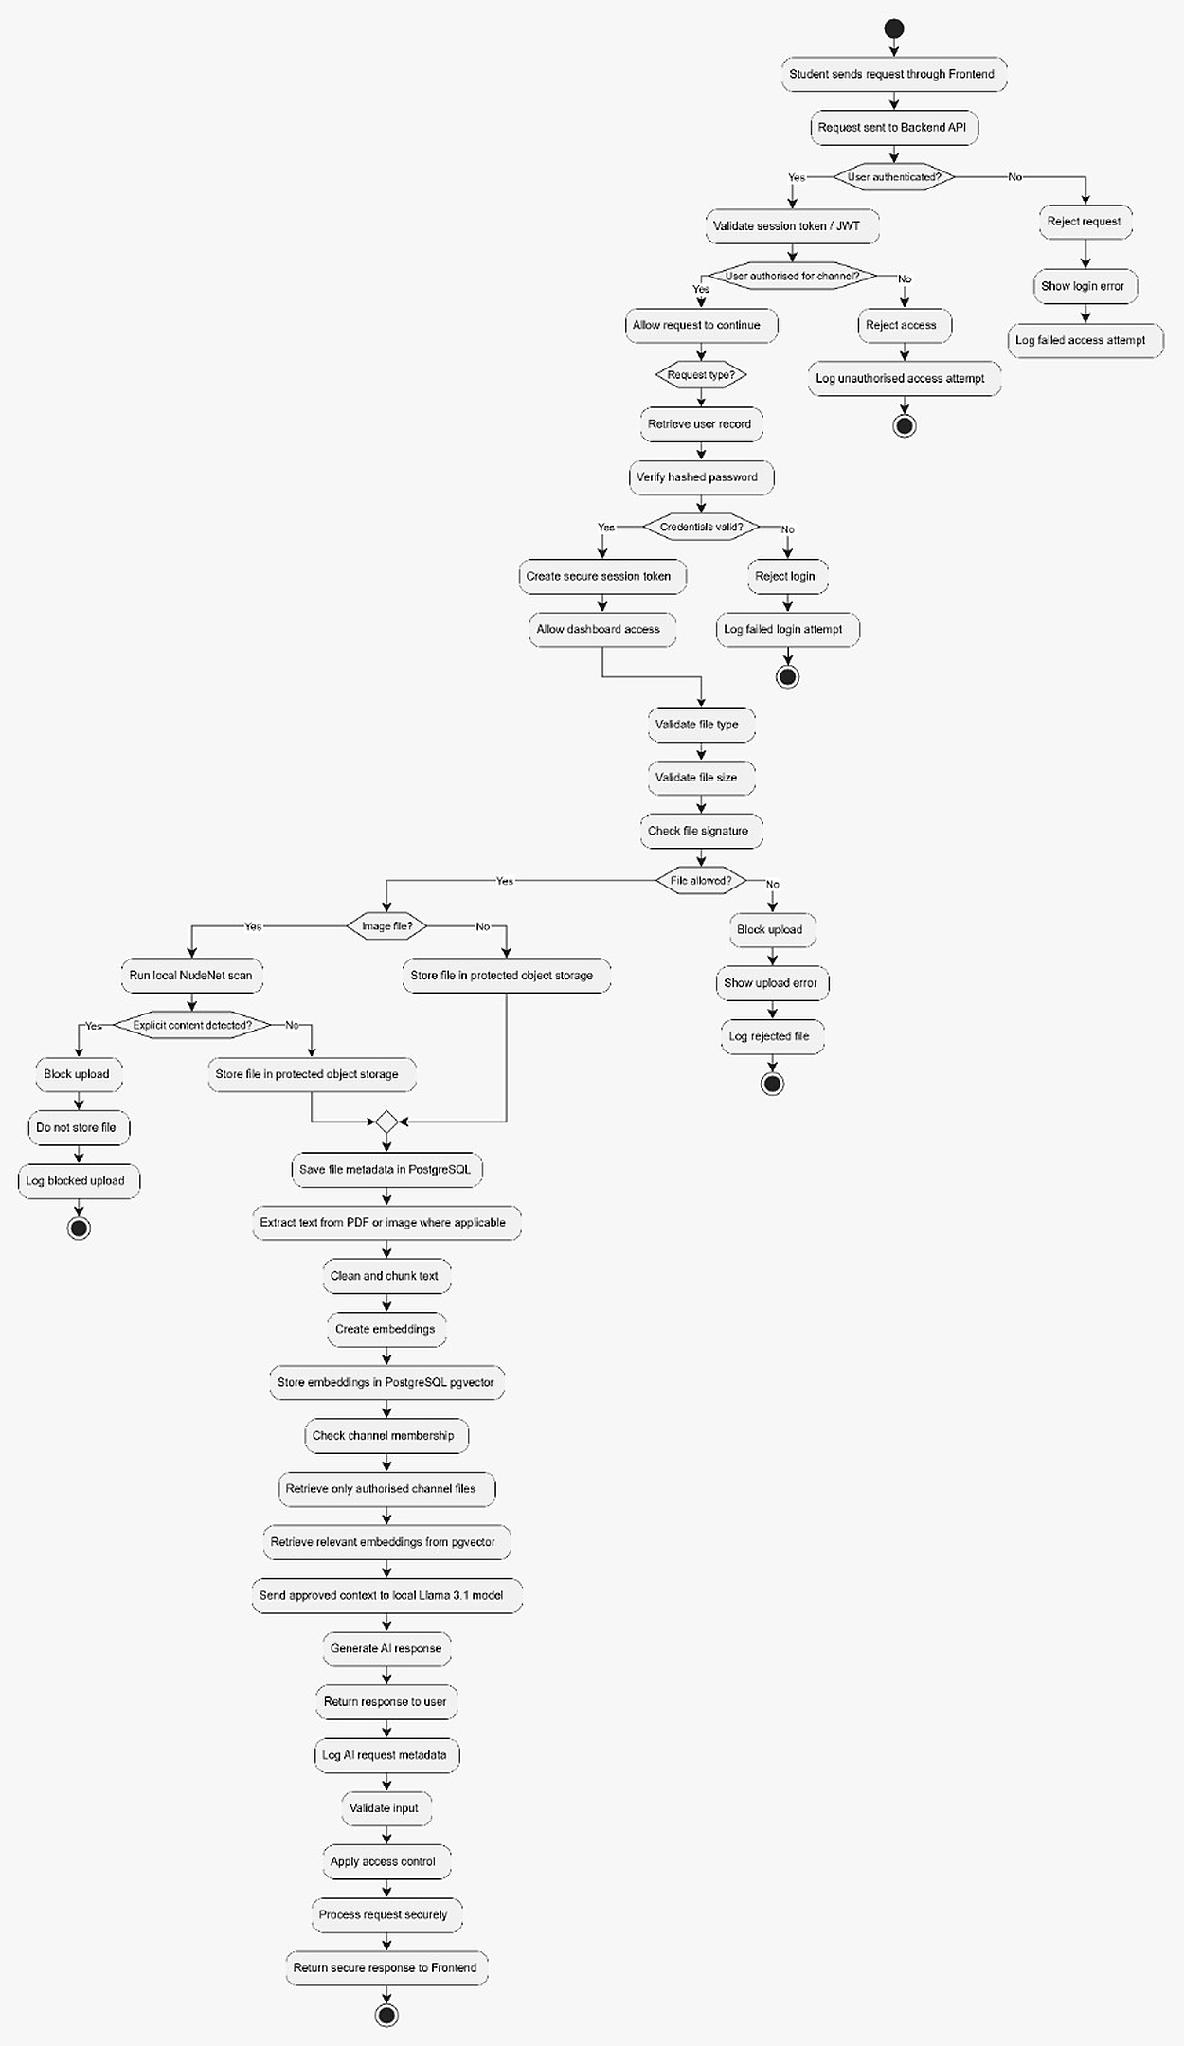 Student sends request through Frontend
Request sent to Backend API
User authenticated?
Yes
No
Validate session token / JWT
Reject request
User authorised for channel?
Yes
No
Show login error
Allow request to continue
Reject access
Log failed access attempt
Request type?
Log unauthorised access attempt
Retrieve user record
Verify hashed password
Credentials valid?
Yes
No
Create secure session token
Reject login
Allow dashboard access
Log failed login attempt
Validate file type
Validate file size
Check file signature
File allowed?
Yes
No
Image file?
Yes
No
Block upload
Run local NudeNet scan
Store file in protected object storage
Show upload error
Explicit content detected?
Yes
No
Log rejected file
Block upload
Store file in protected object storage
Do not store file
Save file metadata in PostgreSQL
Log blocked upload
Extract text from PDF or image where applicable
Clean and chunk text
Create embeddings
Store embeddings in PostgreSQL pgvector
Check channel membership
Retrieve only authorised channel files
Retrieve relevant embeddings from pgvector
Send approved context to local Llama 3.1 model
Generate AI response
Return response to user
Log AI request metadata
Validate input
Apply access control
Process request securely
Return secure response to Frontend